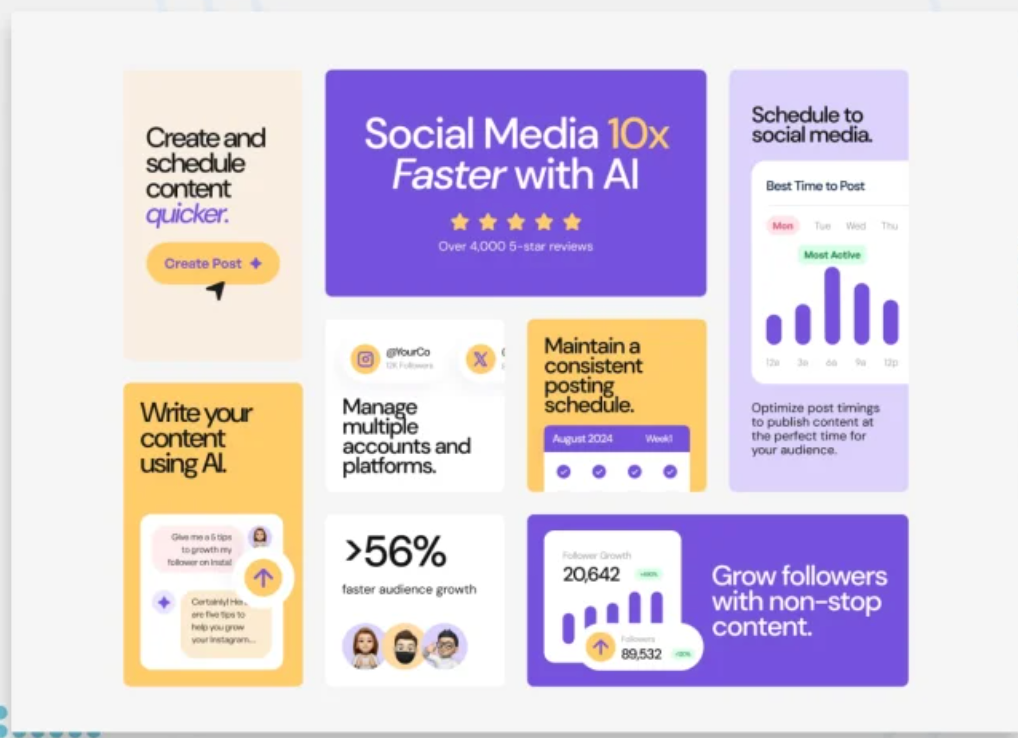 Create and
schedule
content
quicker.
Create Post
Social Media 10x
Faster with AI
Over 4,000 5-star reviews
Schedule to
social media.
Best Time to Post
Mon Tue Wed Thu
Most Active
12a 3a 6a 9a 12p
Optimize post timings
to publish content at
the perfect time for
your audience.
@YourCo
12K Followers
Manage
multiple
accounts and
platforms.
Maintain a
consistent
posting
schedule.
August 2024 Week1
Write your
content
using AI.
Give me a 5 tips
to growth my
follower on Insta!
Certainly! Her
are five tips to
help you grow
your Instagram...
>56%
faster audience growth
Follower Growth
20,642
Followers
89,532
Grow followers
with non-stop
content.